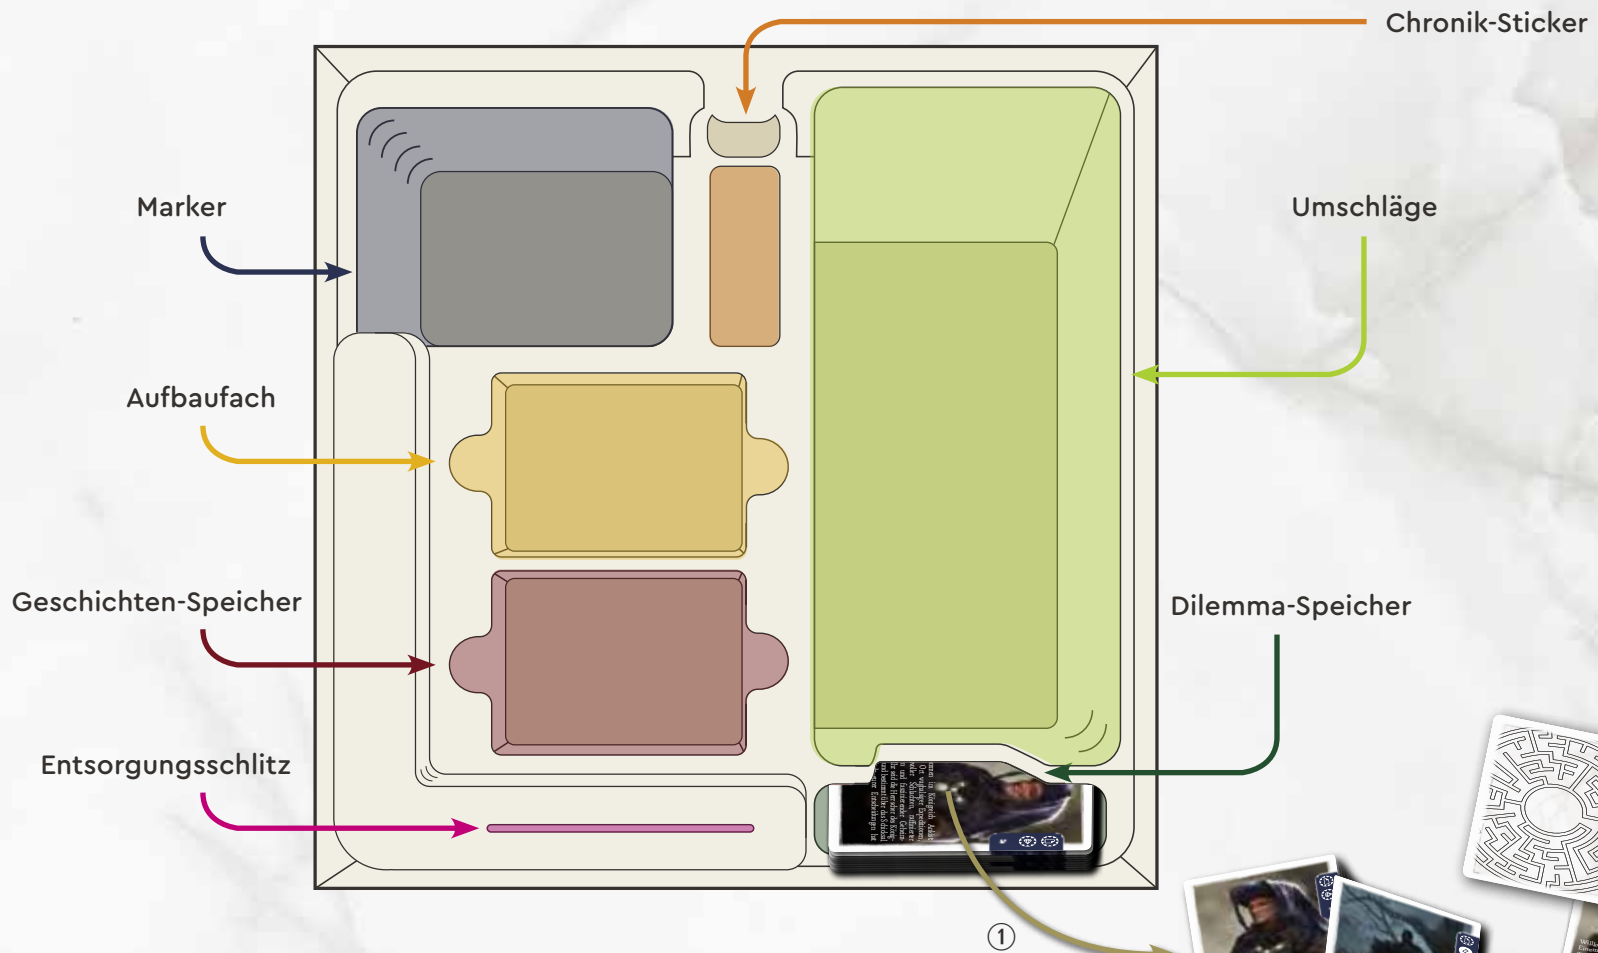 Chronik-Sticker
Marker
Umschläge
Aufbaufach
Geschichten-Speicher
Dilemma-Speicher
Entsorgungsschlitz
1